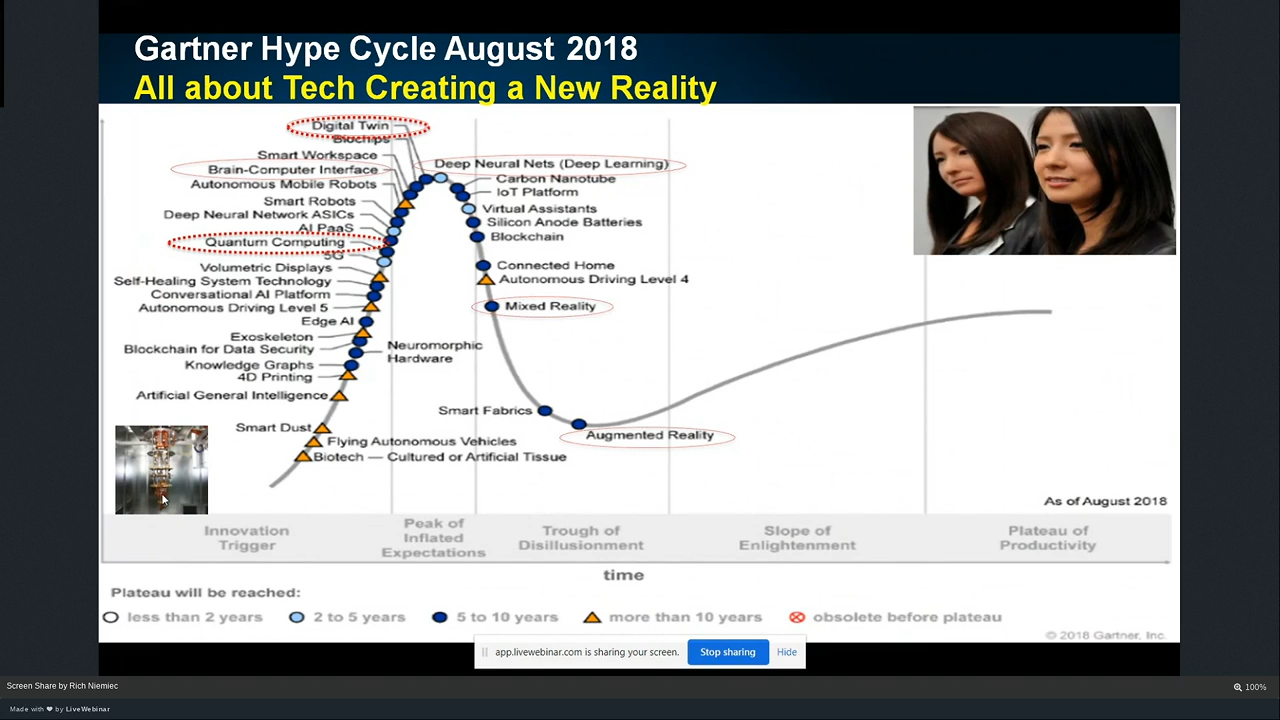 Gartner Hype Cycle August 2018
All about Tech Creating a New Reality
Digital Twin
Biochips
Smart Workspace
Brain-Computer Interface
Autonomous Mobile Robots
Smart Robots
Deep Neural Network ASICs
AI PaaS
Quantum Computing
5G
Volumetric Displays
Self-Healing System Technology
Conversational AI Platform
Autonomous Driving Level 5
Edge AI
Exoskeleton
Blockchain for Data Security
Neuromorphic
Hardware
Knowledge Graphs
4D Printing
Artificial General Intelligence
Smart Dust
Flying Autonomous Vehicles
Biotech — Cultured or Artificial Tissue
Deep Neural Nets (Deep Learning)
Carbon Nanotube
IoT Platform
Virtual Assistants
Silicon Anode Batteries
Blockchain
Connected Home
Autonomous Driving Level 4
Mixed Reality
Smart Fabrics
Augmented Reality
As of August 2018
Innovation
Trigger
Peak of
Inflated
Expectations
Trough of
Disillusionment
Slope of
Enlightenment
Plateau of
Productivity
time
Plateau will be reached:
less than 2 years
2 to 5 years
5 to 10 years
more than 10 years
obsolete before plateau
© 2018 Gartner, Inc.
app.livewebinar.com is sharing your screen.
Stop sharing
Hide
Screen Share by Rich Niemiec
100%
Made with ❤ by LiveWebinar